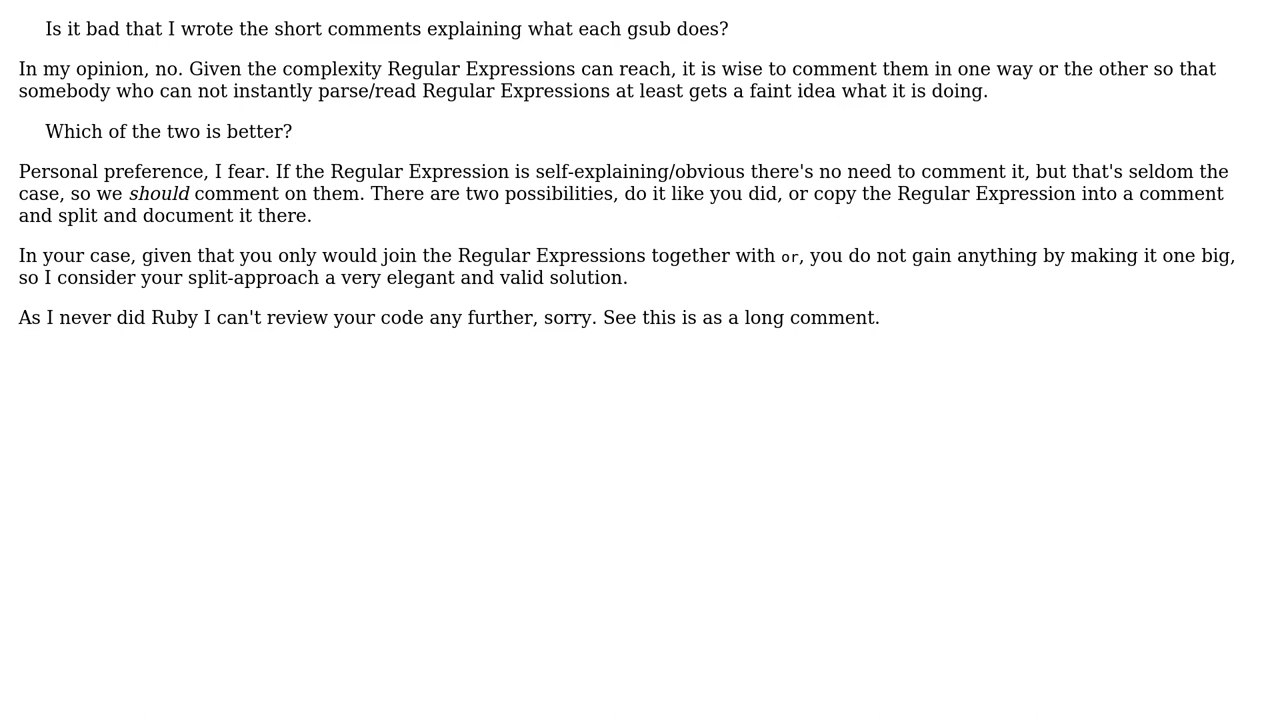 Is it bad that I wrote the short comments explaining what each gsub does?
In my opinion, no. Given the complexity Regular Expressions can reach, it is wise to comment them in one way or the other so that
somebody who can not instantly parse/read Regular Expressions at least gets a faint idea what it is doing.
Which of the two is better?
Personal preference, I fear. If the Regular Expression is self-explaining/obvious there's no need to comment it, but that's seldom the
case, so we should comment on them. There are two possibilities, do it like you did, or copy the Regular Expression into a comment
and split and document it there.
In your case, given that you only would join the Regular Expressions together with or, you do not gain anything by making it one big,
so I consider your split-approach a very elegant and valid solution.
As I never did Ruby I can't review your code any further, sorry. See this is as a long comment.